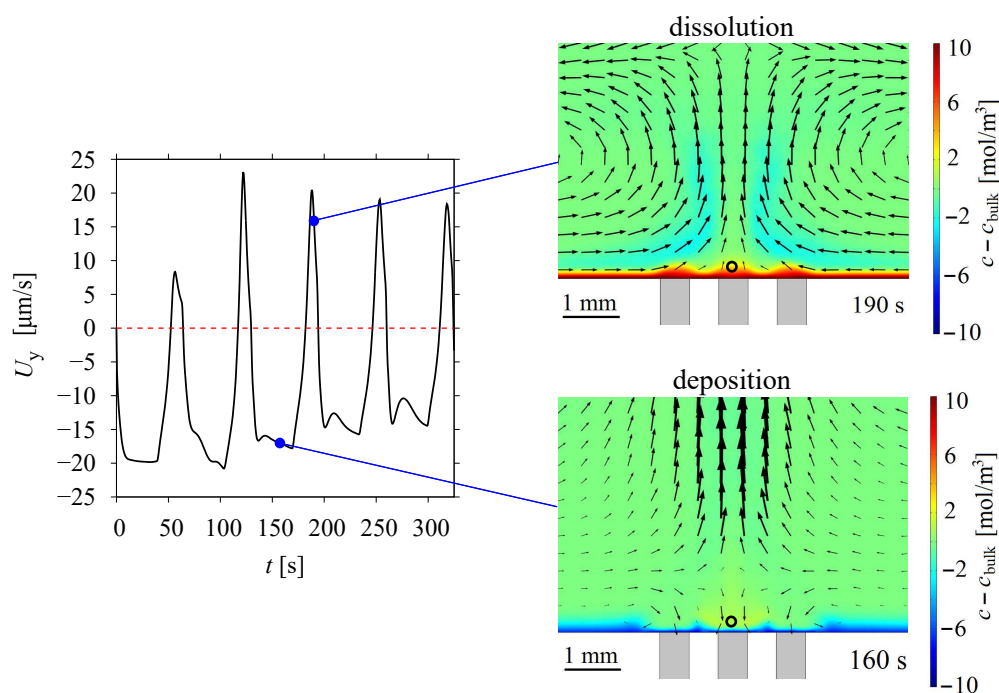 dissolution
10
6
2
−2
−6
−10
c − c_bulk [mol/m³]
1 mm
190 s
25
20
15
10
5
0
−5
−10
−15
−20
−25
U_y [μm/s]
0 50 100 150 200 250 300
t [s]
deposition
10
6
2
−2
−6
−10
c − c_bulk [mol/m³]
1 mm
160 s